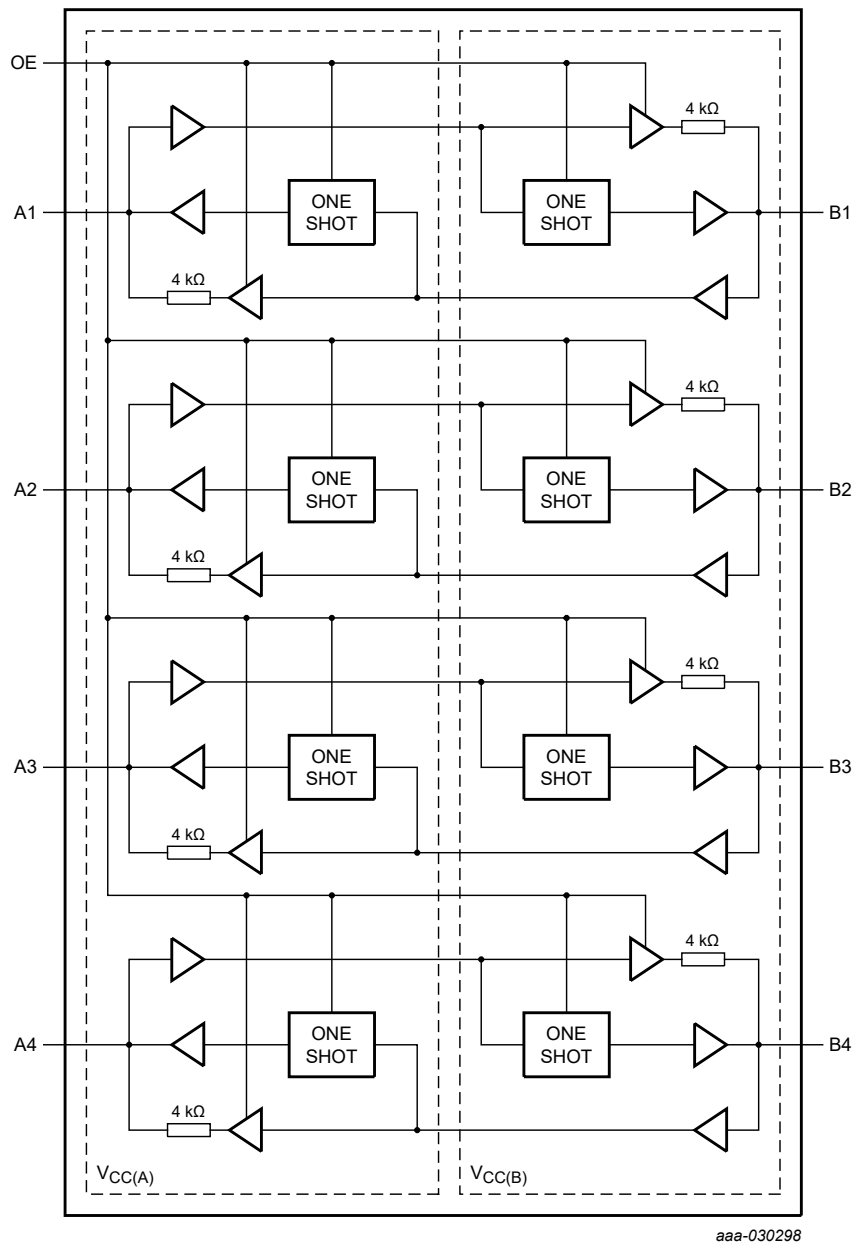 OE
4 kΩ
A1
ONE
SHOT
ONE
SHOT
B1
4 kΩ
4 kΩ
A2
ONE
SHOT
ONE
SHOT
B2
4 kΩ
4 kΩ
A3
ONE
SHOT
ONE
SHOT
B3
4 kΩ
4 kΩ
A4
ONE
SHOT
ONE
SHOT
B4
4 kΩ
VCC(A)
VCC(B)
aaa-030298